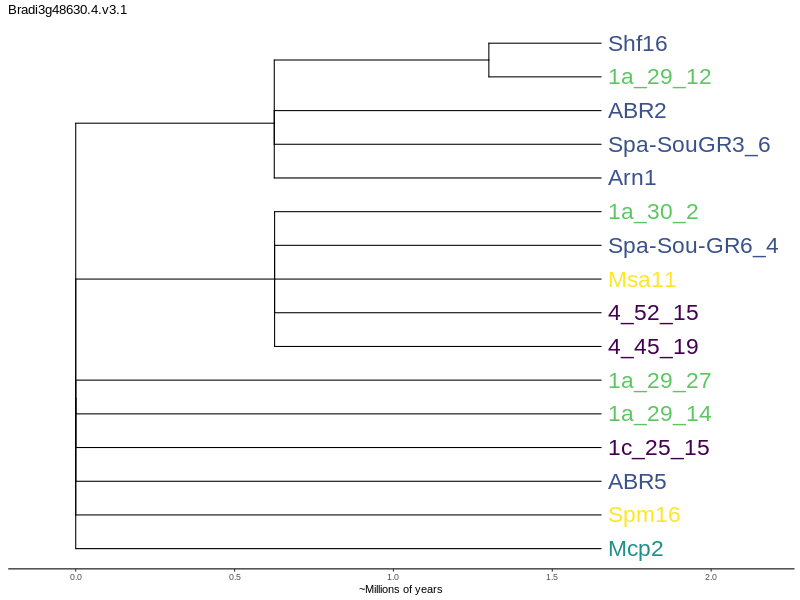 Bradi3g48630.4.v3.1
Shf16
1a_29_12
ABR2
Spa-SouGR3_6
Arn1
1a_30_2
Spa-Sou-GR6_4
Msa11
4_52_15
4_45_19
1a_29_27
1a_29_14
1c_25_15
ABR5
Spm16
Mcp2
0.0 0.5 1.0 1.5 2.0
~Millions of years